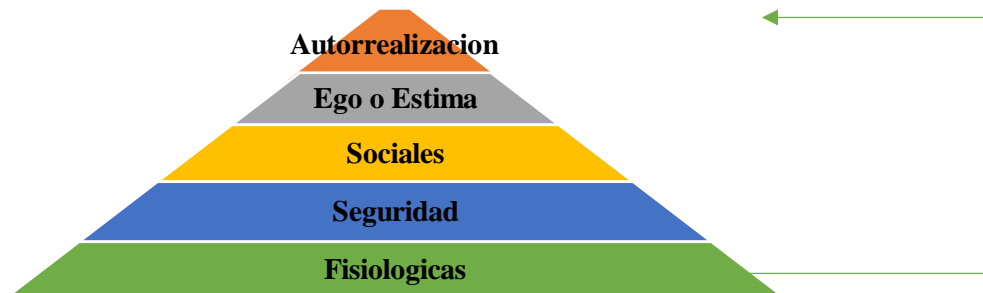 Autorrealizacion
Ego o Estima
Sociales
Seguridad
Fisiologicas